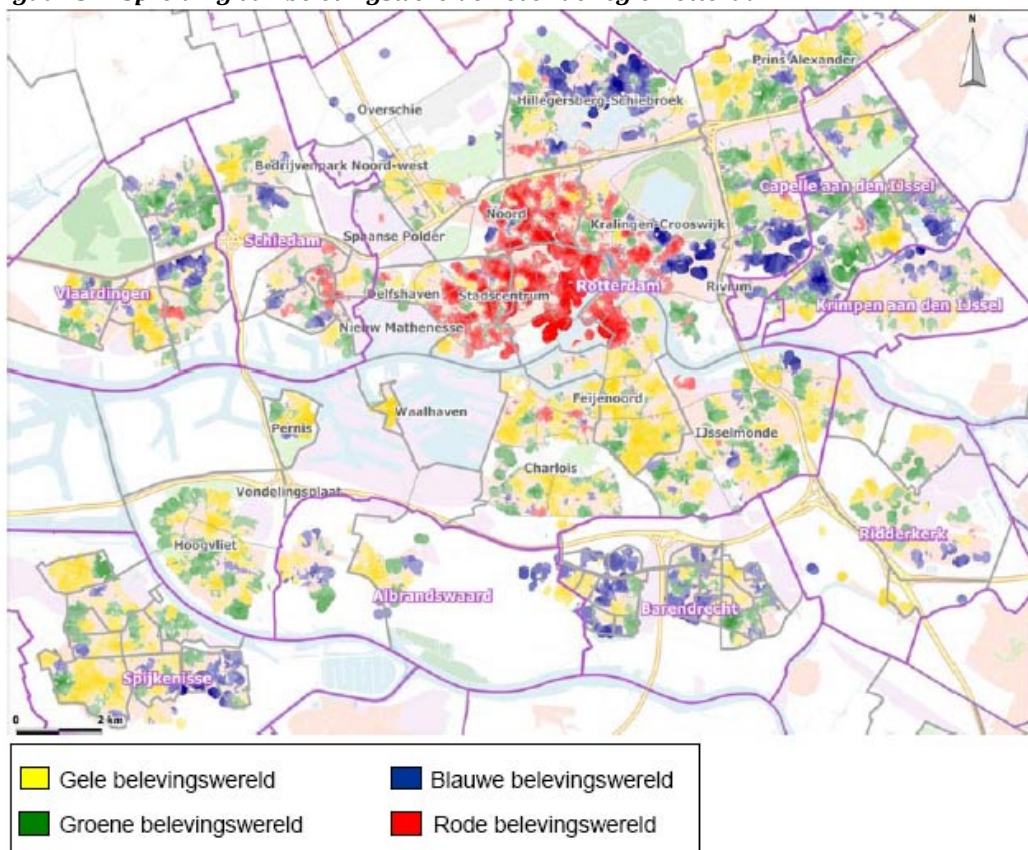 N
Prins Alexander
Hillegersberg-Schiebroek
Overschie
Bedrijvenpark Noord-west
Capelle aan den IJssel
Noord
Kralingen-Crooswijk
Spaanse Polder
Schiedam
Vlaardingen
Delfshaven
Stadscentrum
Rotterdam
Rivium
Krimpen aan den IJssel
Nieuw Mathenesse
Feijenoord
Waalhaven
Pernis
IJsselmonde
Charlois
Vondelingsplaat
Hoogvliet
Ridderkerk
Albrandswaard
Barendrecht
Spijkenisse
0 2 km
Gele belevingswereld
Blauwe belevingswereld
Groene belevingswereld
Rode belevingswereld